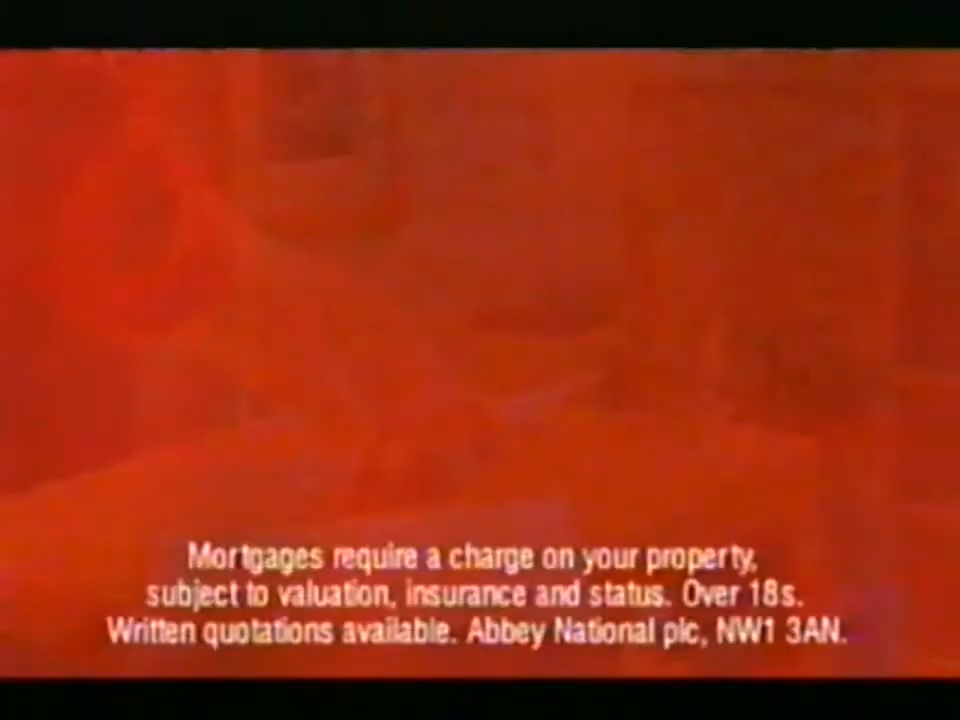 Mortgages require a charge on your property,
subject to valuation, insurance and status. Over 18s.
Written quotations available. Abbey National plc, NW1 3AN.